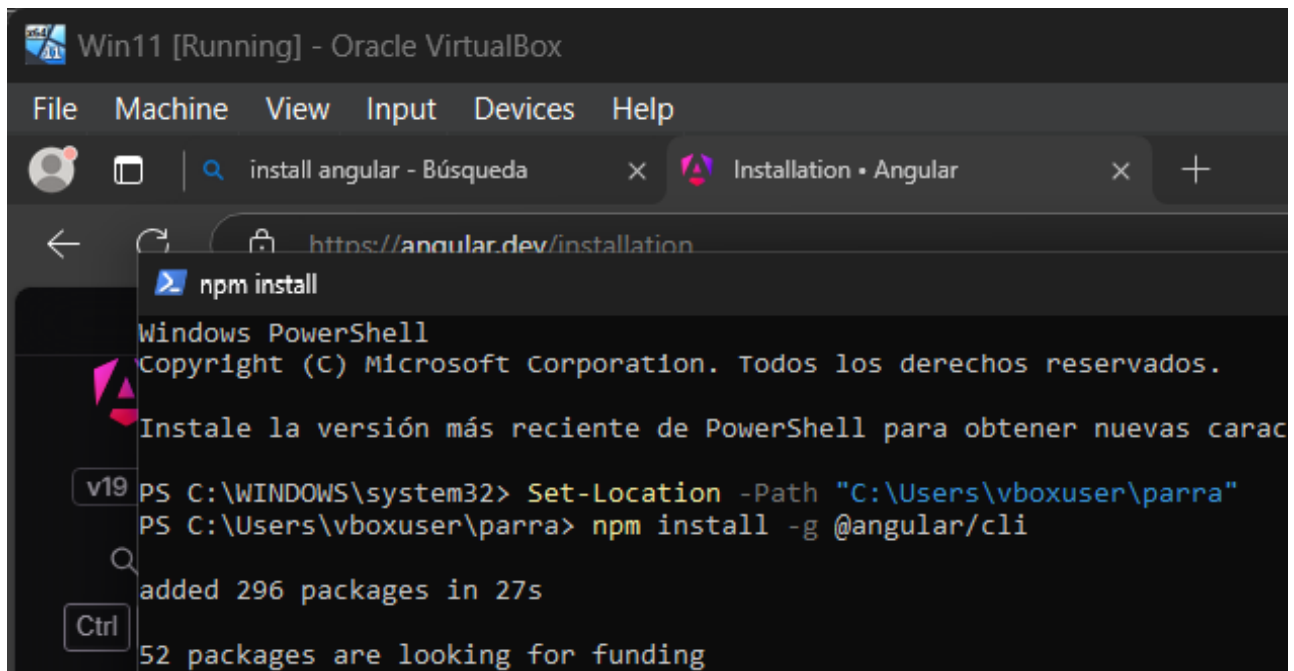 x64
11
Win11 [Running] - Oracle VirtualBox
File Machine View Input Devices Help
install angular - Búsqueda
Installation • Angular
https://angular.dev/installation
npm install
Windows PowerShell
Copyright (C) Microsoft Corporation. Todos los derechos reservados.
Instale la versión más reciente de PowerShell para obtener nuevas carac
v19
PS C:\WINDOWS\system32> Set-Location -Path "C:\Users\vboxuser\parra"
PS C:\Users\vboxuser\parra> npm install -g @angular/cli
added 296 packages in 27s
Ctrl
52 packages are looking for funding